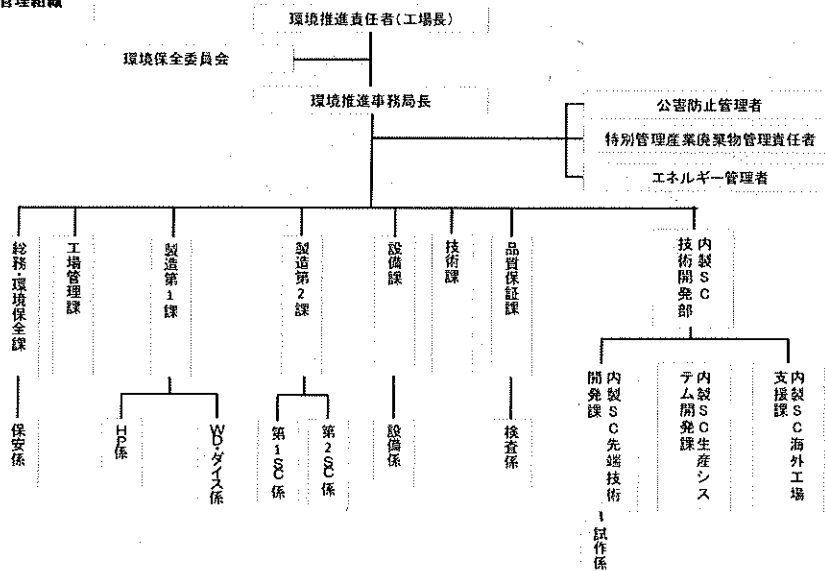 管理組織
環境推進責任者(工場長)
環境保全委員会
環境推進事務局長
公害防止管理者
特別管理産業廃棄物管理責任者
エネルギー管理者
総務・環境保全課
工場管理課
製造第1課
製造第2課
設備課
技術課
品質保証課
内製SC
技術開発部
保安係
HP係
WD・ダイス係
第1SC係
第2SC係
設備係
検査係
内製SC先端技術
開発課
内製SC生産シス
テム開発課
内製SC海外工場
支援課
試作係